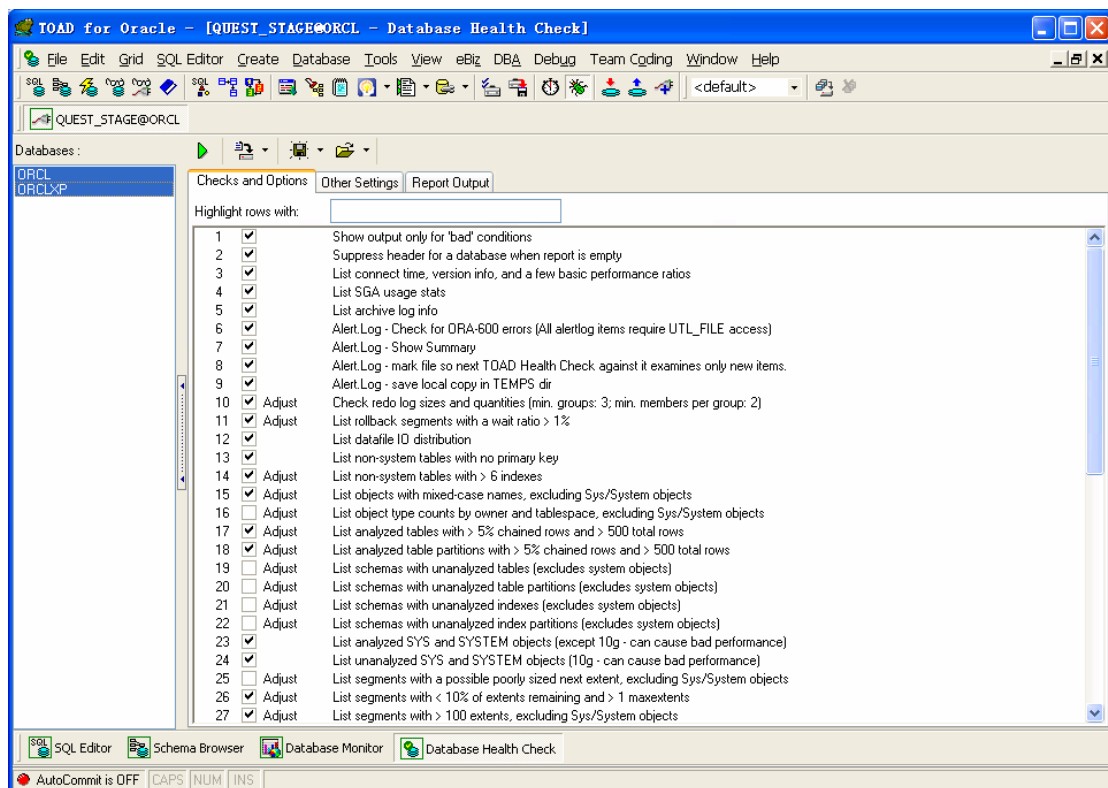 TOAD for Oracle - [QUEST_STAGE@ORCL - Database Health Check]
File Edit Grid SQL Editor Create Database Tools View eBiz DBA Debug Team Coding Window Help
SQL SQL <default>
QUEST_STAGE@ORCL
Databases :
ORCL
ORCLXP
Checks and Options Other Settings Report Output
Highlight rows with:
1 Show output only for 'bad' conditions
2 Suppress header for a database when report is empty
3 List connect time, version info, and a few basic performance ratios
4 List SGA usage stats
5 List archive log info
6 Alert.Log - Check for ORA-600 errors (All alertlog items require UTL_FILE access)
7 Alert.Log - Show Summary
8 Alert.Log - mark file so next TOAD Health Check against it examines only new items.
9 Alert.Log - save local copy in TEMPS dir
10 Adjust Check redo log sizes and quantities (min. groups: 3; min. members per group: 2)
11 Adjust List rollback segments with a wait ratio > 1%
12 List datafile IO distribution
13 List non-system tables with no primary key
14 Adjust List non-system tables with > 6 indexes
15 Adjust List objects with mixed-case names, excluding Sys/System objects
16 Adjust List object type counts by owner and tablespace, excluding Sys/System objects
17 Adjust List analyzed tables with > 5% chained rows and > 500 total rows
18 Adjust List analyzed table partitions with > 5% chained rows and > 500 total rows
19 Adjust List schemas with unanalyzed tables (excludes system objects)
20 Adjust List schemas with unanalyzed table partitions (excludes system objects)
21 Adjust List schemas with unanalyzed indexes (excludes system objects)
22 Adjust List schemas with unanalyzed index partitions (excludes system objects)
23 List analyzed SYS and SYSTEM objects (except 10g - can cause bad performance)
24 List unanalyzed SYS and SYSTEM objects (10g - can cause bad performance)
25 Adjust List segments with a possible poorly sized next extent, excluding Sys/System objects
26 Adjust List segments with < 10% of extents remaining and > 1 maxextents
27 Adjust List segments with > 100 extents, excluding Sys/System objects
SQL SQL Editor Schema Browser Database Monitor Database Health Check
AutoCommit is OFF CAPS NUM INS